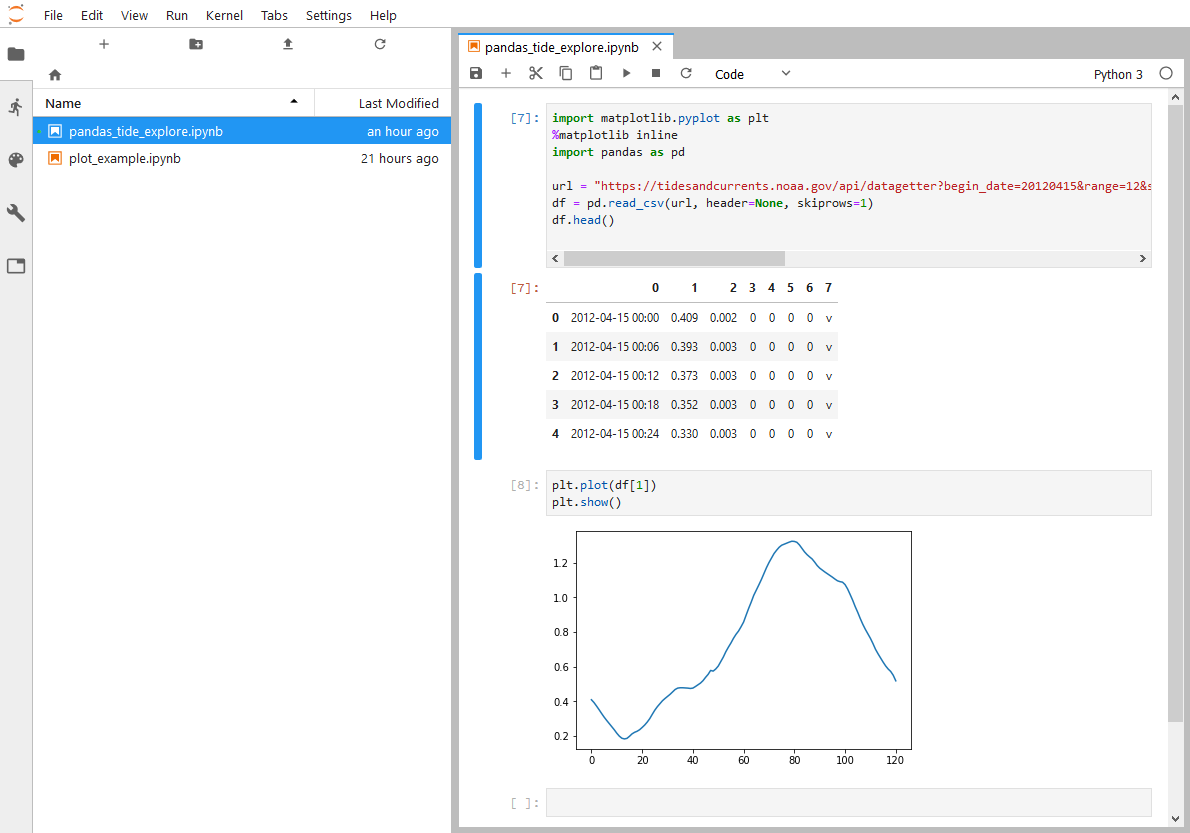 File Edit View Run Kernel Tabs Settings Help
Name Last Modified
pandas_tide_explore.ipynb an hour ago
plot_example.ipynb 21 hours ago
pandas_tide_explore.ipynb
Code Python 3
[7]: import matplotlib.pyplot as plt
%matplotlib inline
import pandas as pd
url = "https://tidesandcurrents.noaa.gov/api/datagetter?begin_date=20120415&range=12&s
df = pd.read_csv(url, header=None, skiprows=1)
df.head()
[7]: 0 1 2 3 4 5 6 7
0 2012-04-15 00:00 0.409 0.002 0 0 0 0 v
1 2012-04-15 00:06 0.393 0.003 0 0 0 0 v
2 2012-04-15 00:12 0.373 0.003 0 0 0 0 v
3 2012-04-15 00:18 0.352 0.003 0 0 0 0 v
4 2012-04-15 00:24 0.330 0.003 0 0 0 0 v
[8]: plt.plot(df[1])
plt.show()
1.2
1.0
0.8
0.6
0.4
0.2
0 20 40 60 80 100 120
[ ]: